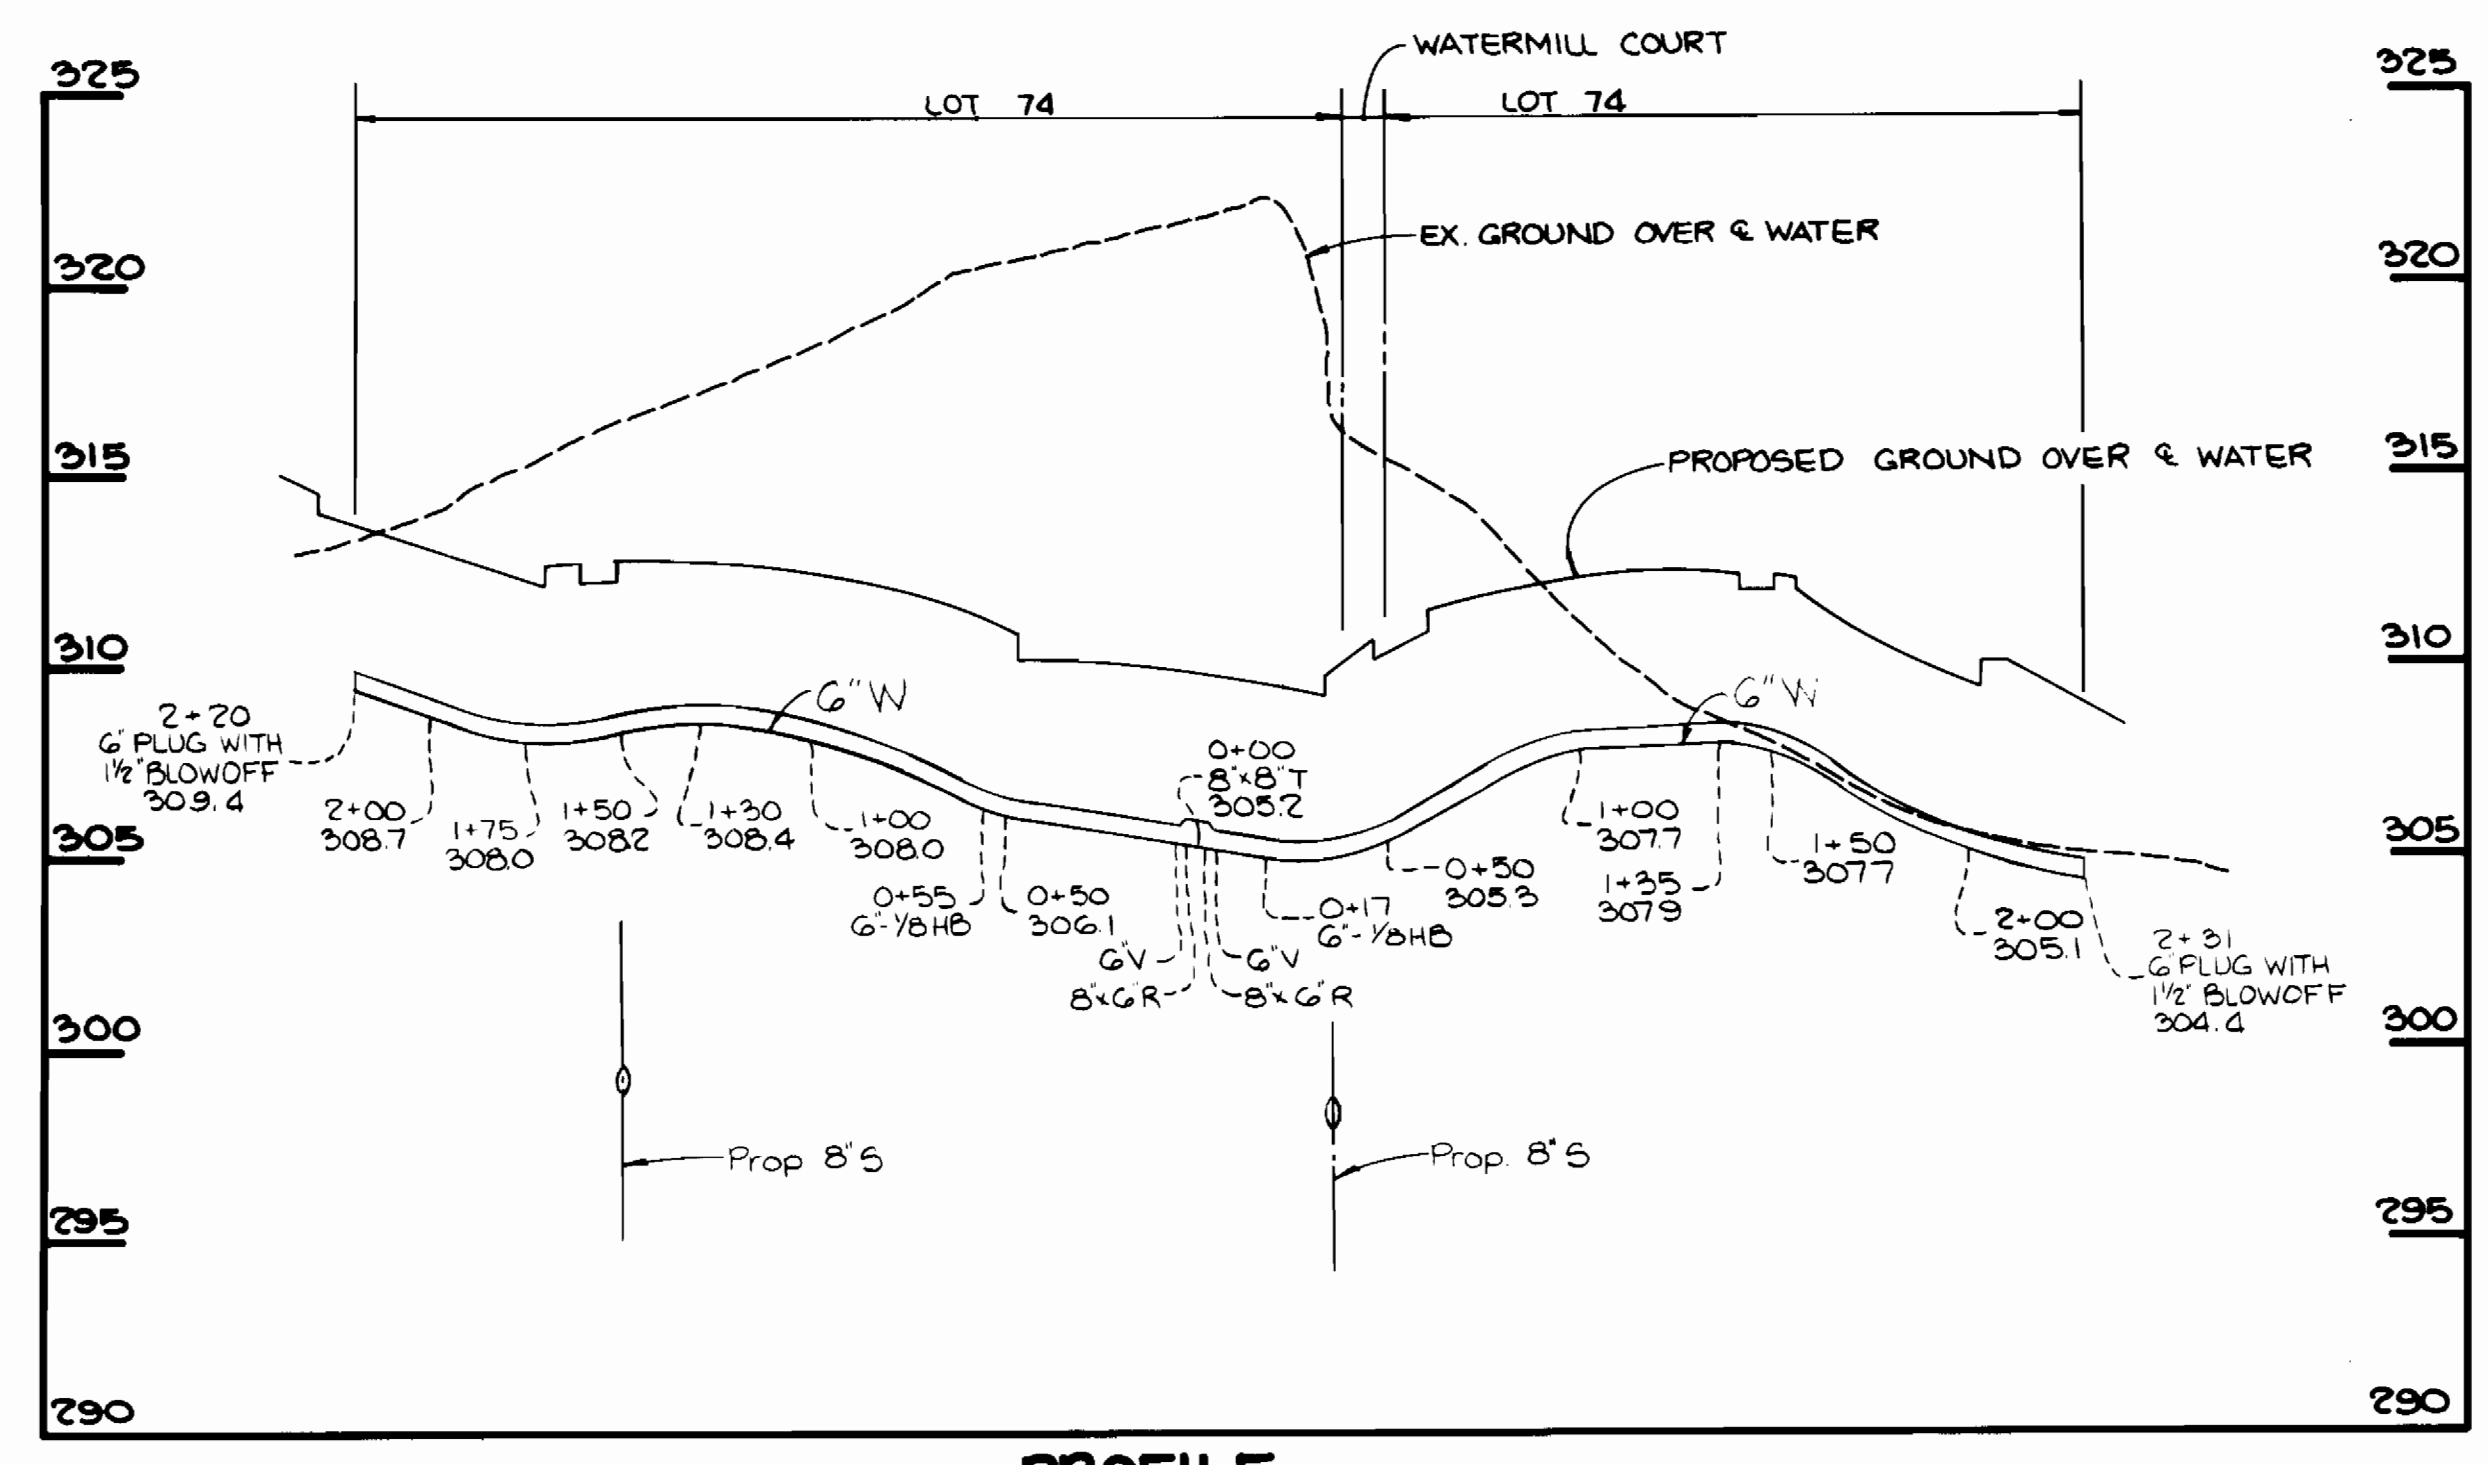 WATERMILL COURT
325
325
LOT 74
LOT 74
EX. GROUND OVER ℄ WATER
320
320
PROPOSED GROUND OVER ℄ WATER
315
315
310
310
6"W
6"W
2+20
6" PLUG WITH
1½" BLOWOFF
309.4
2+00
308.7
1+75
308.0
1+50
308.2
1+30
308.4
1+00
308.0
0+00
8"x8"T
305.2
305
305
0+55
6"-1/8HB
0+50
306.1
6"V
8"x6"R
6"V
8"x6"R
0+17
6"-1/8HB
0+50
305.3
1+00
307.7
1+35
307.9
1+50
307.7
2+00
305.1
2+31
6" PLUG WITH
1½" BLOWOFF
304.4
300
300
Prop 8"S
Prop. 8"S
295
295
290
290
PROFILE